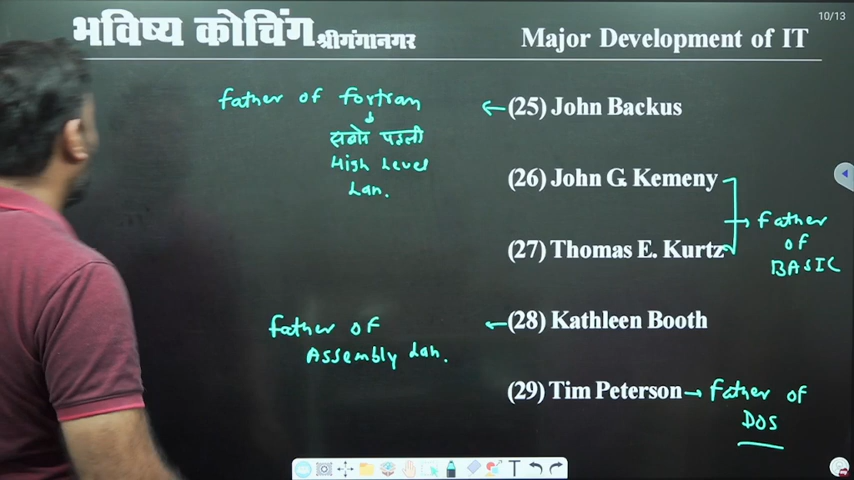 भविष्य कोचिंग श्रीगंगानगर
Major Development of IT
10/13
Father of Fortran
सबसे पहली
High Level
Lan.
(25) John Backus
(26) John G. Kemeny
(27) Thomas E. Kurtz
Father
of
BASIC
Father of
Assembly Lan.
(28) Kathleen Booth
(29) Tim Peterson
Father of
DOS
T